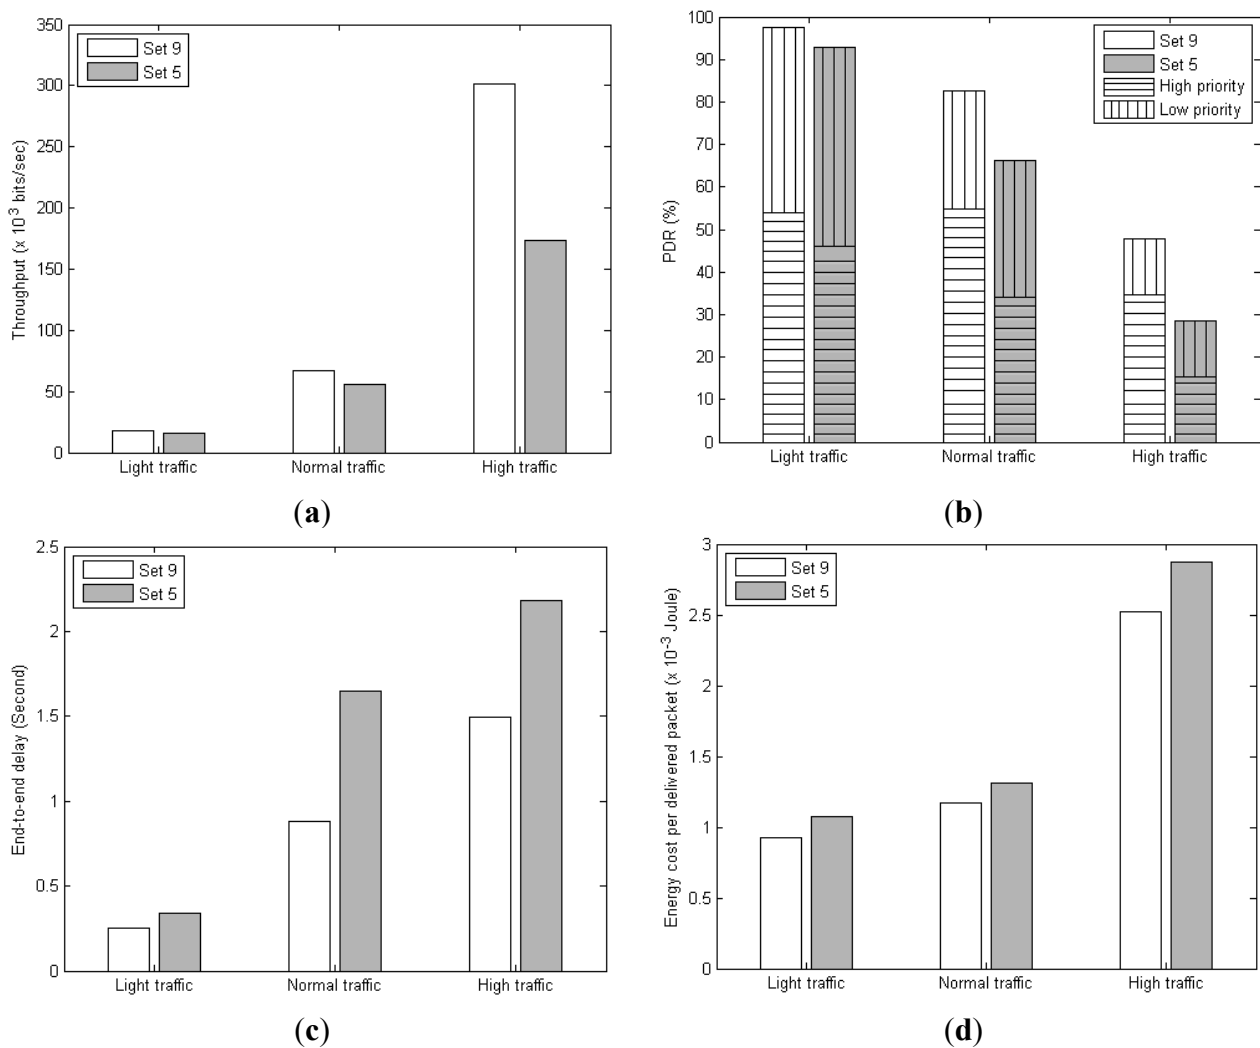 350
300
250
200
150
100
50
0
Throughput (x 10^3 bits/sec)
Set 9
Set 5
Light traffic Normal traffic High traffic
(a)
100
90
80
70
60
50
40
30
20
10
0
PDR (%)
Set 9
Set 5
High priority
Low priority
Light traffic Normal traffic High traffic
(b)
2.5
2
1.5
1
0.5
0
End-to-end delay (Second)
Set 9
Set 5
Light traffic Normal traffic High traffic
(c)
3
2.5
2
1.5
1
0.5
0
Energy cost per delivered packet (x 10^-3 Joule)
Set 9
Set 5
Light traffic Normal traffic High traffic
(d)